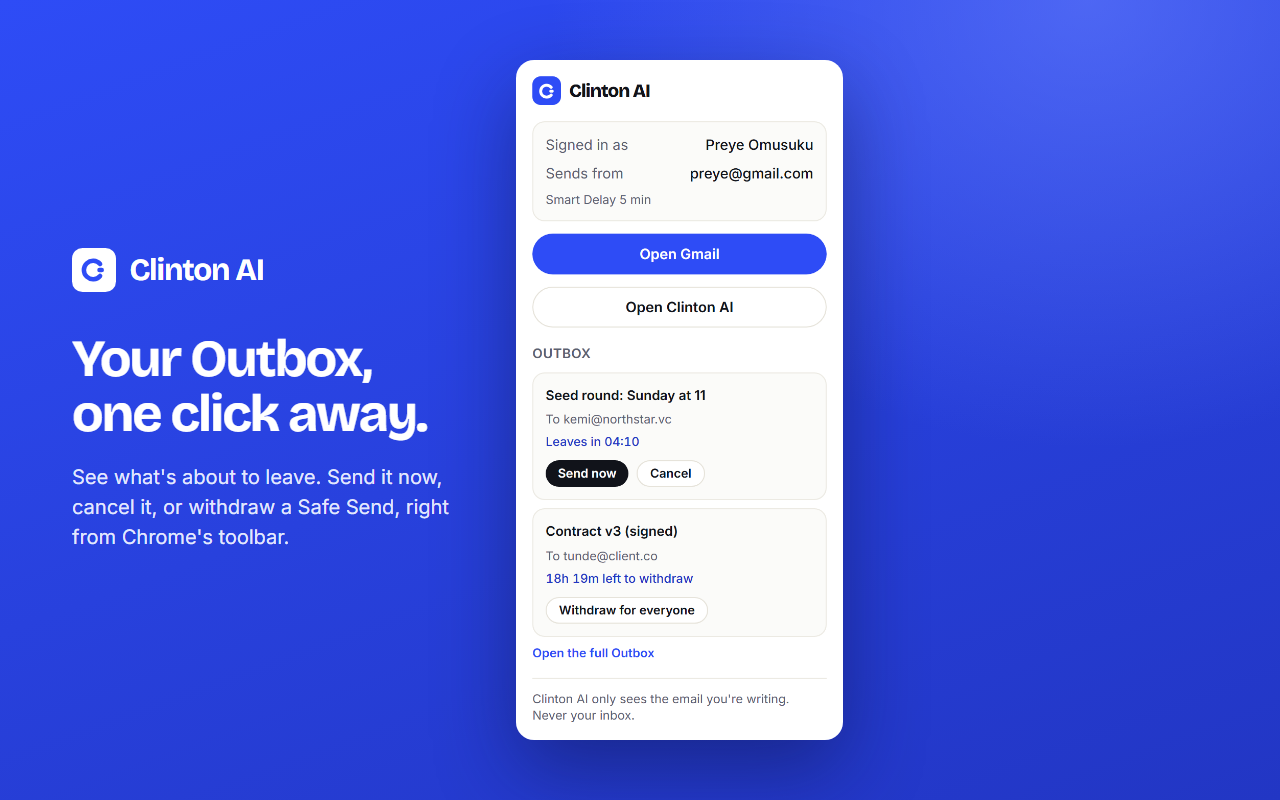 Clinton AI
Your Outbox,
one click away.
See what's about to leave. Send it now,
cancel it, or withdraw a Safe Send, right
from Chrome's toolbar.
Clinton AI
Signed in as Preye Omusuku
Sends from preye@gmail.com
Smart Delay 5 min
Open Gmail
Open Clinton AI
OUTBOX
Seed round: Sunday at 11
To kemi@northstar.vc
Leaves in 04:10
Send now Cancel
Contract v3 (signed)
To tunde@client.co
18h 19m left to withdraw
Withdraw for everyone
Open the full Outbox
Clinton AI only sees the email you're writing.
Never your inbox.